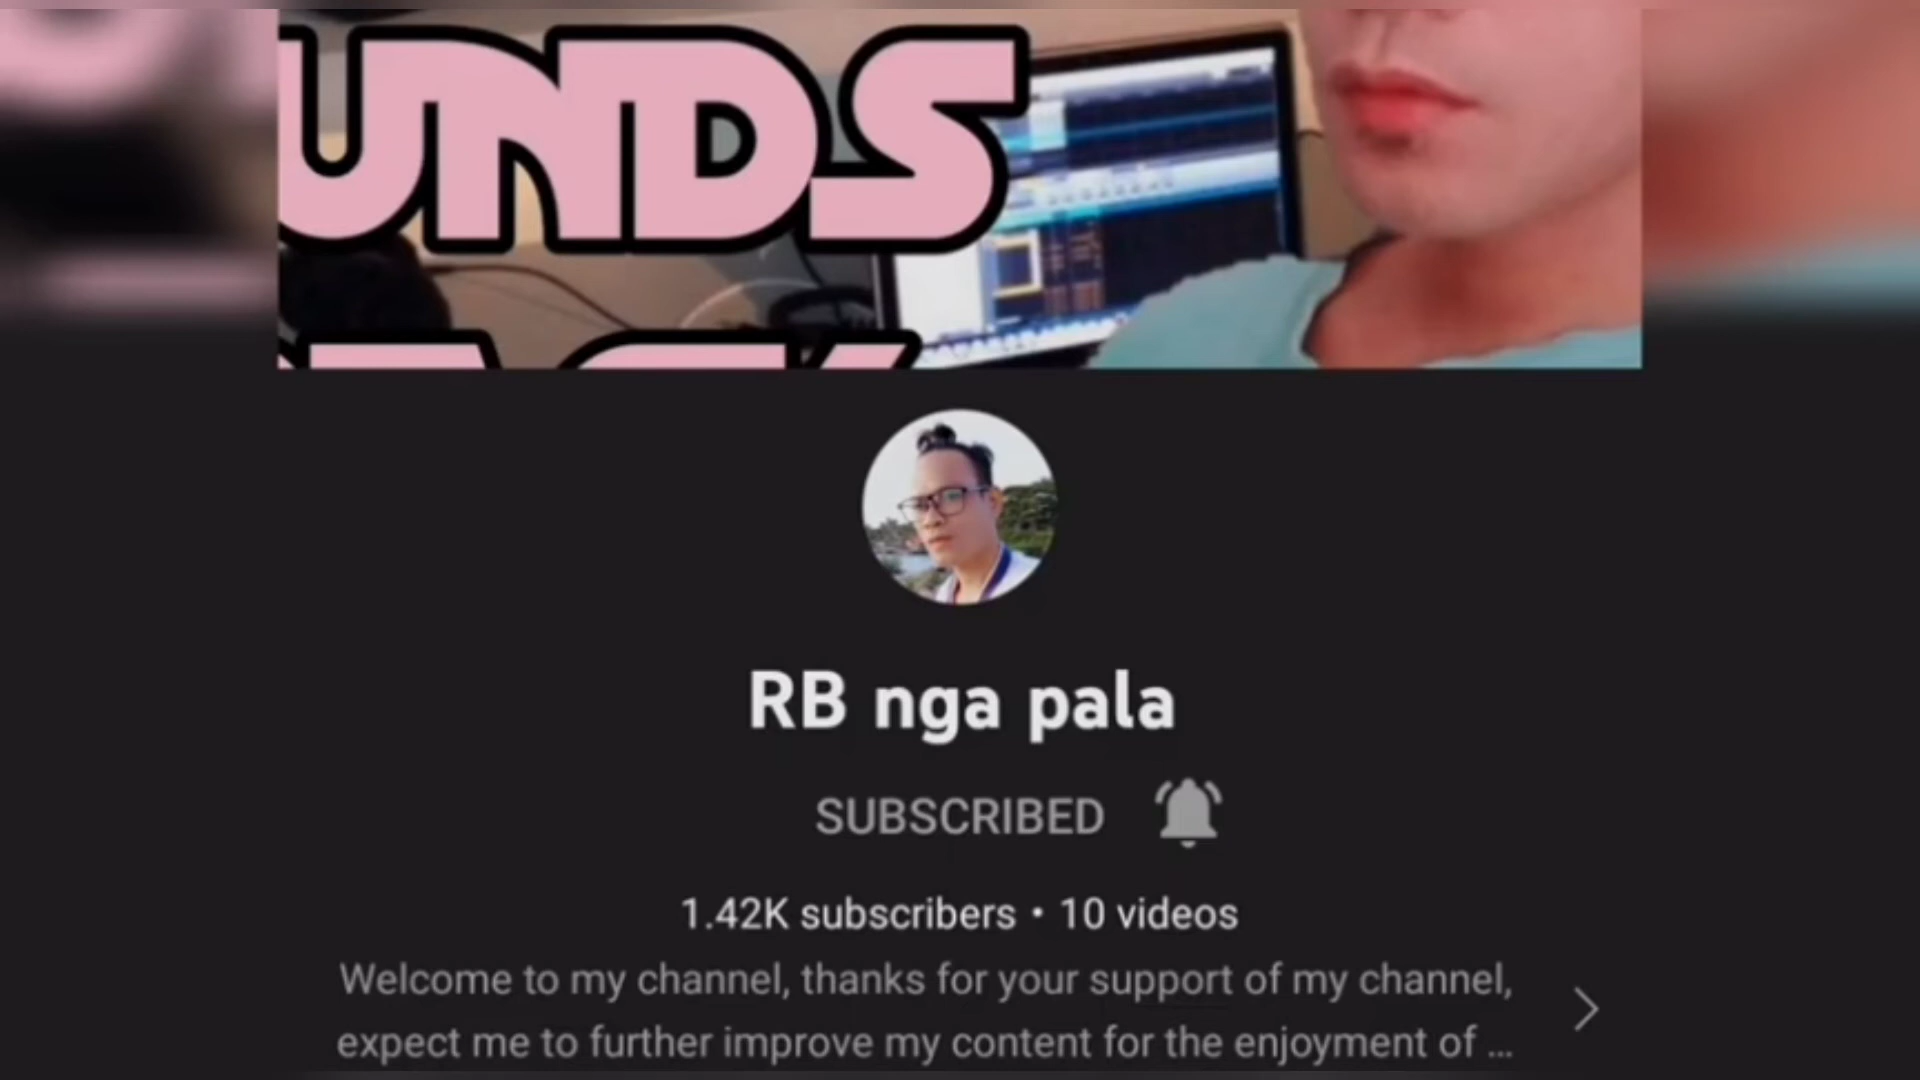 UNDS
RB nga pala
SUBSCRIBED
1.42K subscribers • 10 videos
Welcome to my channel, thanks for your support of my channel,
expect me to further improve my content for the enjoyment of ...